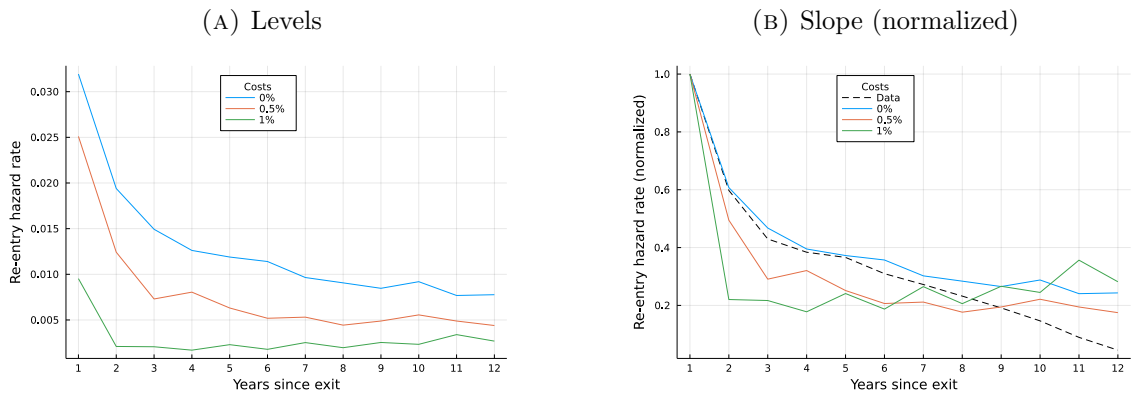 (A) Levels
Costs
0%
0.5%
1%
0.030
0.025
0.020
0.015
0.010
0.005
Re-entry hazard rate
1 2 3 4 5 6 7 8 9 10 11 12
Years since exit
(B) Slope (normalized)
Costs
Data
0%
0.5%
1%
1.0
0.8
0.6
0.4
0.2
Re-entry hazard rate (normalized)
1 2 3 4 5 6 7 8 9 10 11 12
Years since exit